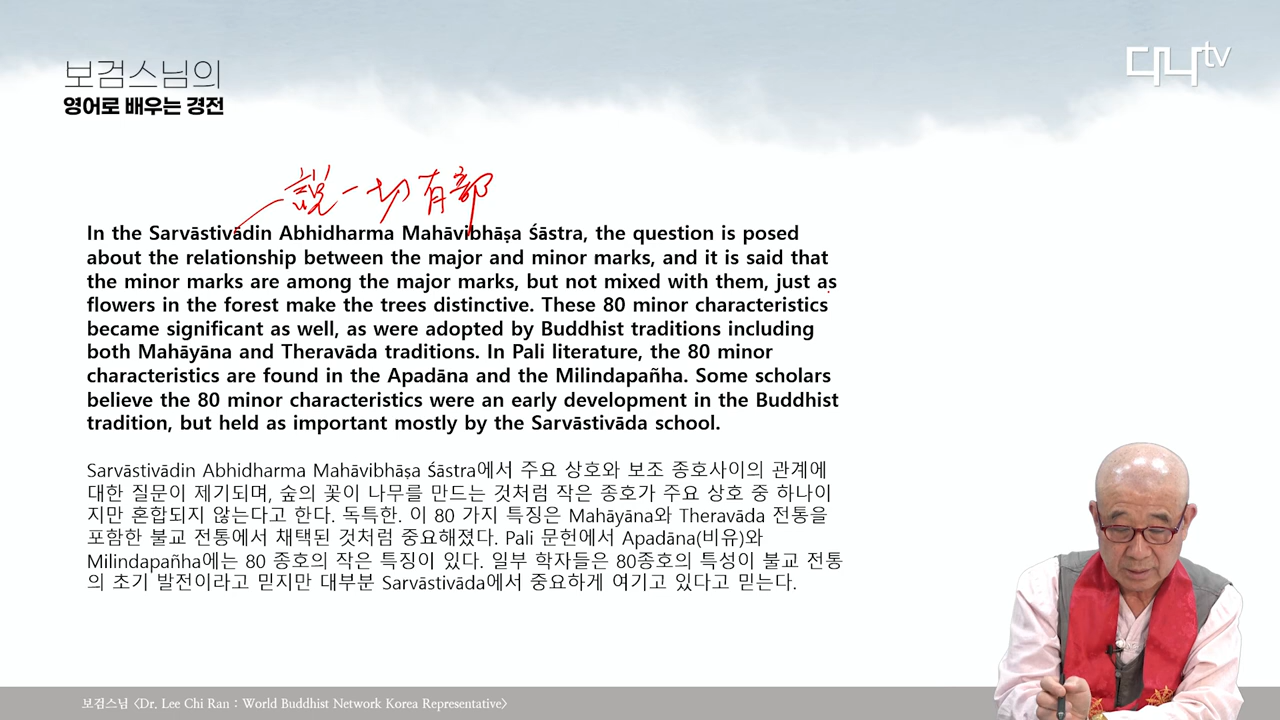 보검스님의
영어로 배우는 경전
다나tv
說一切有部
In the Sarvāstivādin Abhidharma Mahāvibhāṣa Śāstra, the question is posed
about the relationship between the major and minor marks, and it is said that
the minor marks are among the major marks, but not mixed with them, just as
flowers in the forest make the trees distinctive. These 80 minor characteristics
became significant as well, as were adopted by Buddhist traditions including
both Mahāyāna and Theravāda traditions. In Pali literature, the 80 minor
characteristics are found in the Apadāna and the Milindapañha. Some scholars
believe the 80 minor characteristics were an early development in the Buddhist
tradition, but held as important mostly by the Sarvāstivāda school.
Sarvāstivādin Abhidharma Mahāvibhāṣa Śāstra에서 주요 상호와 보조 종호사이의 관계에
대한 질문이 제기되며, 숲의 꽃이 나무를 만드는 것처럼 작은 종호가 주요 상호 중 하나이
지만 혼합되지 않는다고 한다. 독특한. 이 80 가지 특징은 Mahāyāna와 Theravāda 전통을
포함한 불교 전통에서 채택된 것처럼 중요해졌다. Pali 문헌에서 Apadāna(비유)와
Milindapañha에는 80 종호의 작은 특징이 있다. 일부 학자들은 80종호의 특성이 불교 전통
의 초기 발전이라고 믿지만 대부분 Sarvāstivāda에서 중요하게 여기고 있다고 믿는다.
보검스님 〈Dr. Lee Chi Ran : World Buddhist Network Korea Representative〉